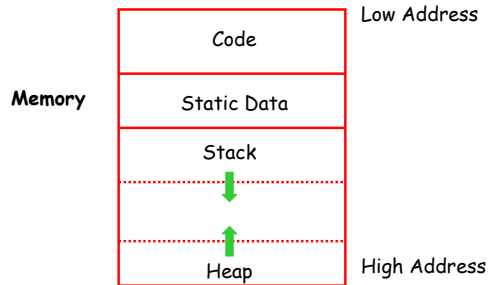 Low Address
Code
Memory
Static Data
Stack
Heap
High Address